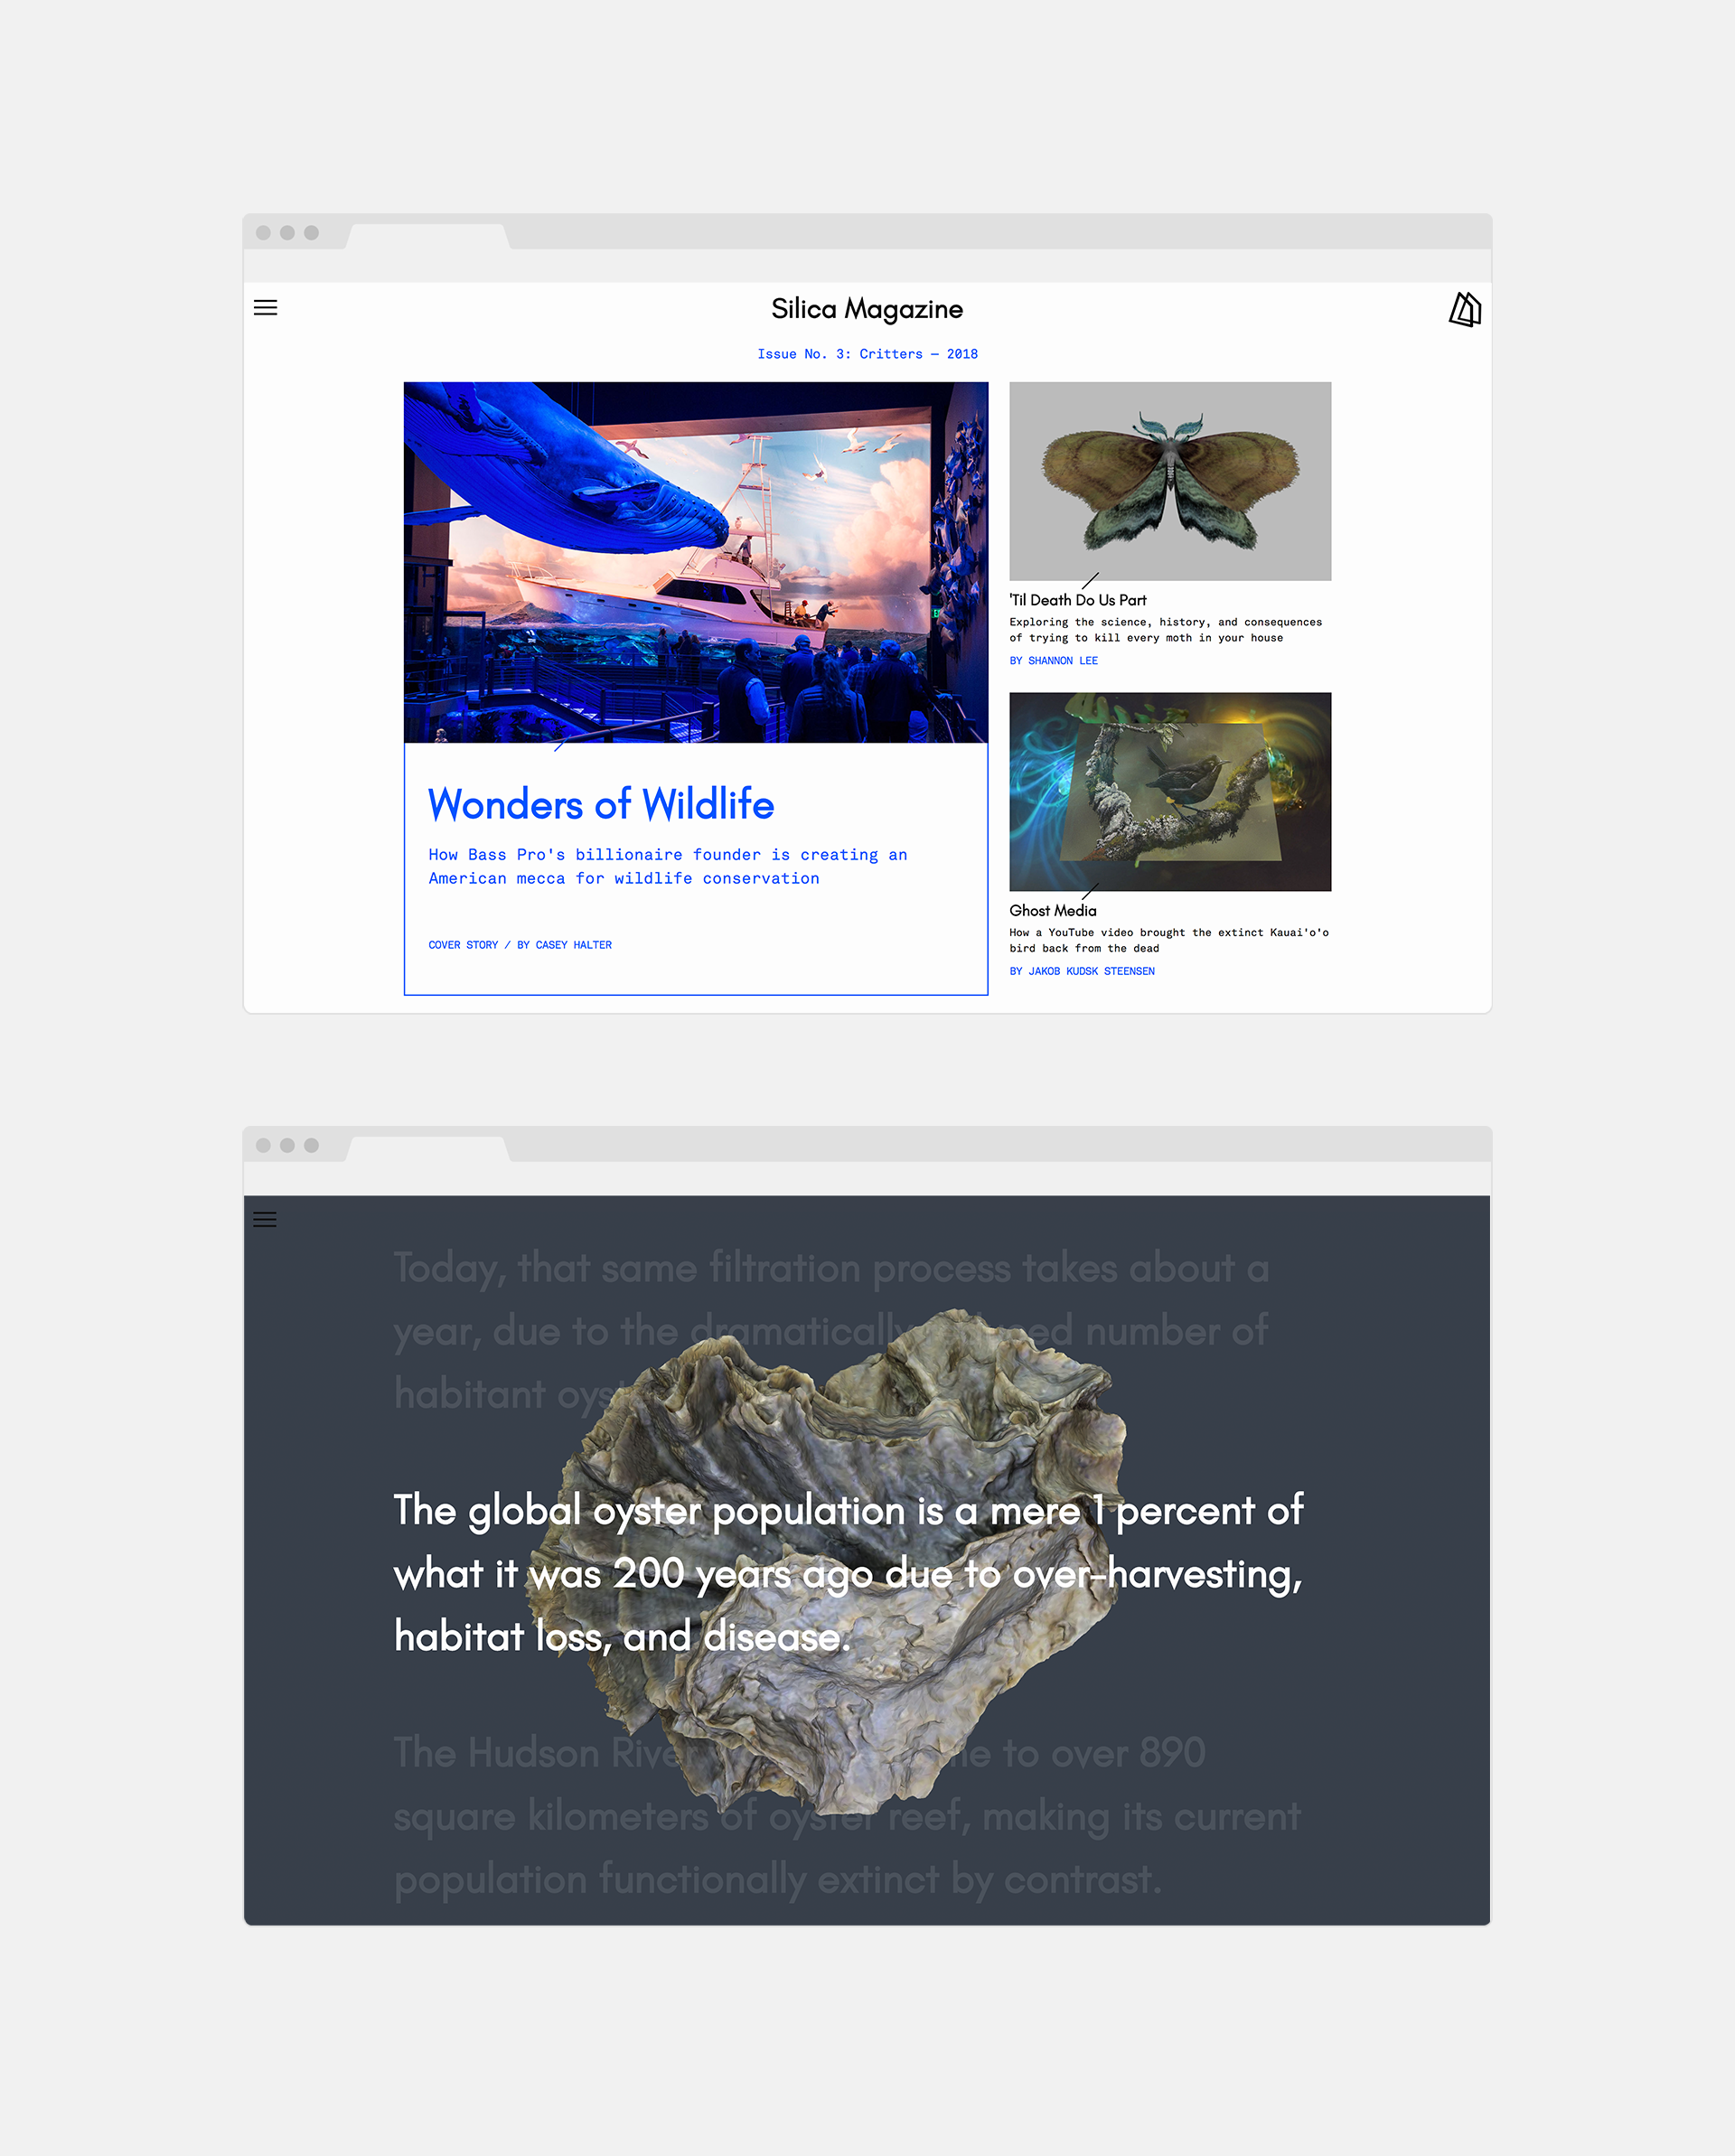 Silica Magazine
Issue No. 3: Critters — 2018
Wonders of Wildlife
How Bass Pro's billionaire founder is creating an
American mecca for wildlife conservation
COVER STORY / BY CASEY HALTER
'Til Death Do Us Part
Exploring the science, history, and consequences
of trying to kill every moth in your house
BY SHANNON LEE
Ghost Media
How a YouTube video brought the extinct Kauai'o'o
bird back from the dead
BY JAKOB KUDSK STEENSEN
Today, that same filtration process takes about a
year, due to the dramatically number of
habitant
The global oyster population is a mere 1 percent of
what it was 200 years ago due to over-harvesting,
habitat loss, and disease.
The Hudson to over 890
square kilometers of oyster reef, making its current
population functionally extinct by contrast.